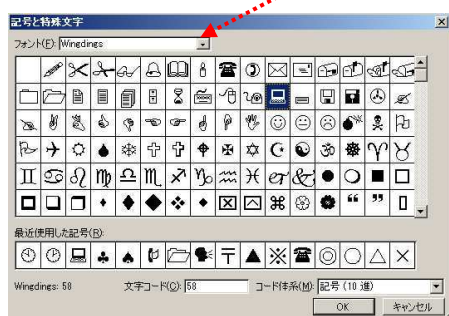 記号と特殊文字
フォント(F): Wingdings
最近使用した記号(R):
Wingdings: 58 文字コード(C): 58 コード体系(M): 記号 (10 進)
OK キャンセル